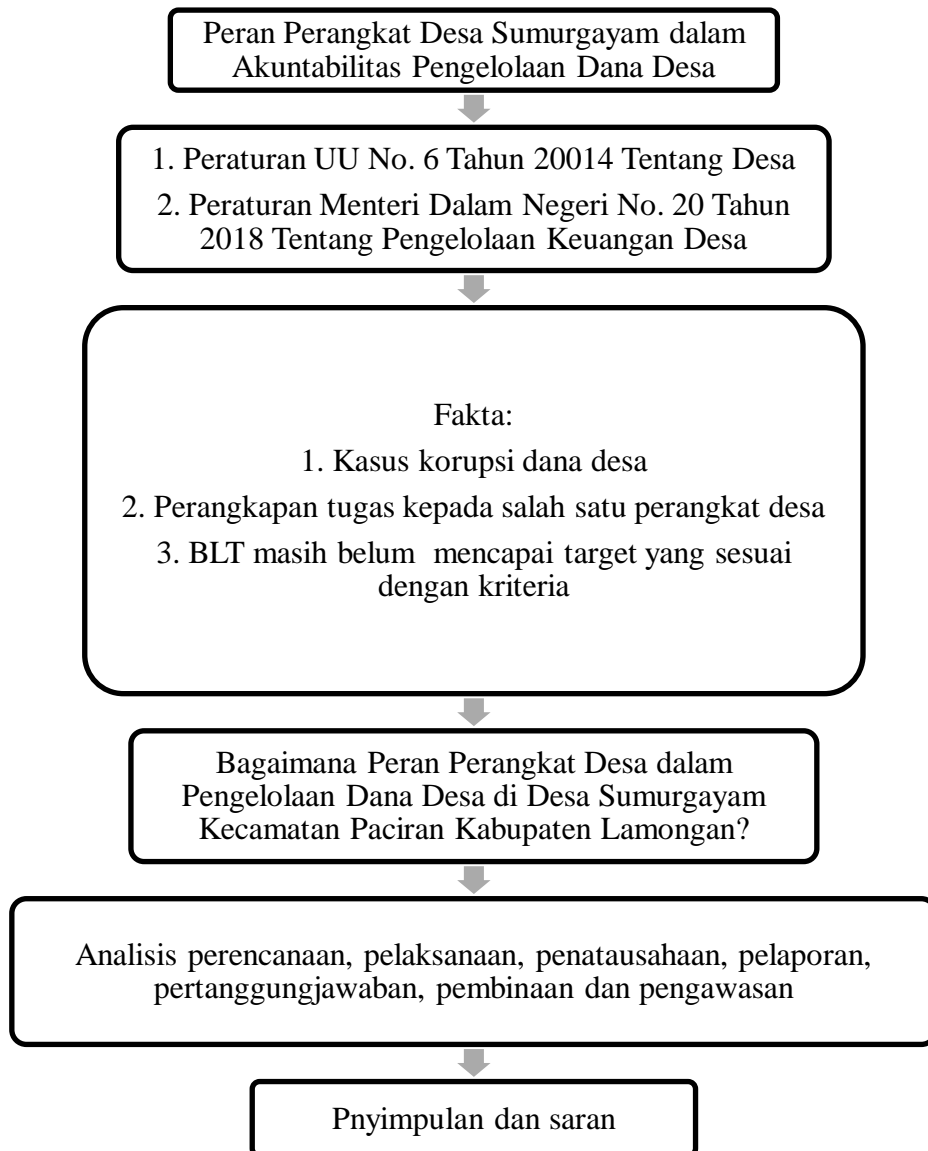 Peran Perangkat Desa Sumurgayam dalam
Akuntabilitas Pengelolaan Dana Desa
1. Peraturan UU No. 6 Tahun 20014 Tentang Desa
2. Peraturan Menteri Dalam Negeri No. 20 Tahun
2018 Tentang Pengelolaan Keuangan Desa
Fakta:
1. Kasus korupsi dana desa
2. Perangkapan tugas kepada salah satu perangkat desa
3. BLT masih belum mencapai target yang sesuai
dengan kriteria
Bagaimana Peran Perangkat Desa dalam
Pengelolaan Dana Desa di Desa Sumurgayam
Kecamatan Paciran Kabupaten Lamongan?
Analisis perencanaan, pelaksanaan, penatausahaan, pelaporan,
pertanggungjawaban, pembinaan dan pengawasan
Pnyimpulan dan saran